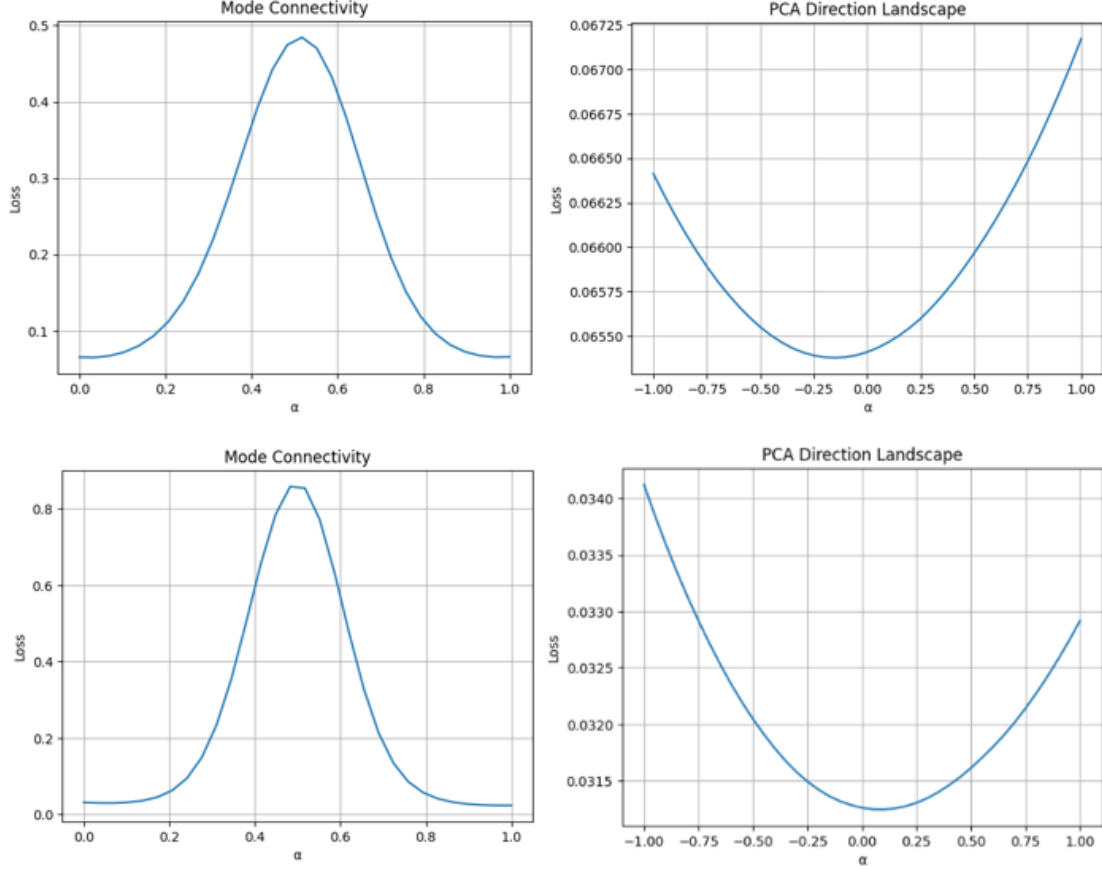 Mode Connectivity
0.5
0.4
0.3
0.2
0.1
Loss
0.0 0.2 0.4 0.6 0.8 1.0
α
PCA Direction Landscape
0.06725
0.06700
0.06675
0.06650
0.06625
0.06600
0.06575
0.06550
Loss
−1.00 −0.75 −0.50 −0.25 0.00 0.25 0.50 0.75 1.00
α
Mode Connectivity
0.8
0.6
0.4
0.2
0.0
Loss
0.0 0.2 0.4 0.6 0.8 1.0
α
PCA Direction Landscape
0.0340
0.0335
0.0330
0.0325
0.0320
0.0315
Loss
−1.00 −0.75 −0.50 −0.25 0.00 0.25 0.50 0.75 1.00
α